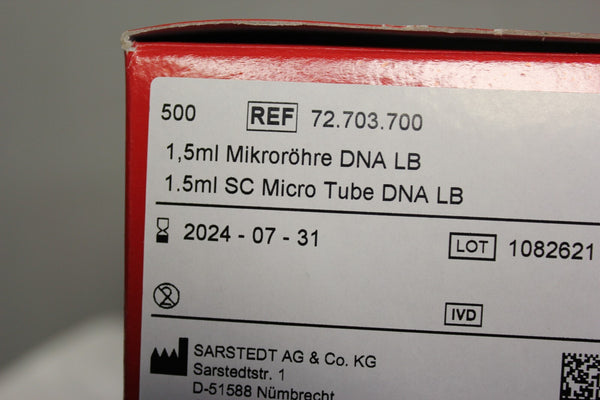 500 REF 72.703.700
1,5ml Mikroröhre DNA LB
1.5ml SC Micro Tube DNA LB
2024 - 07 - 31 LOT 1082621
2
IVD
SARSTEDT AG & Co. KG
Sarstedtstr. 1
D-51588 Nümbrecht